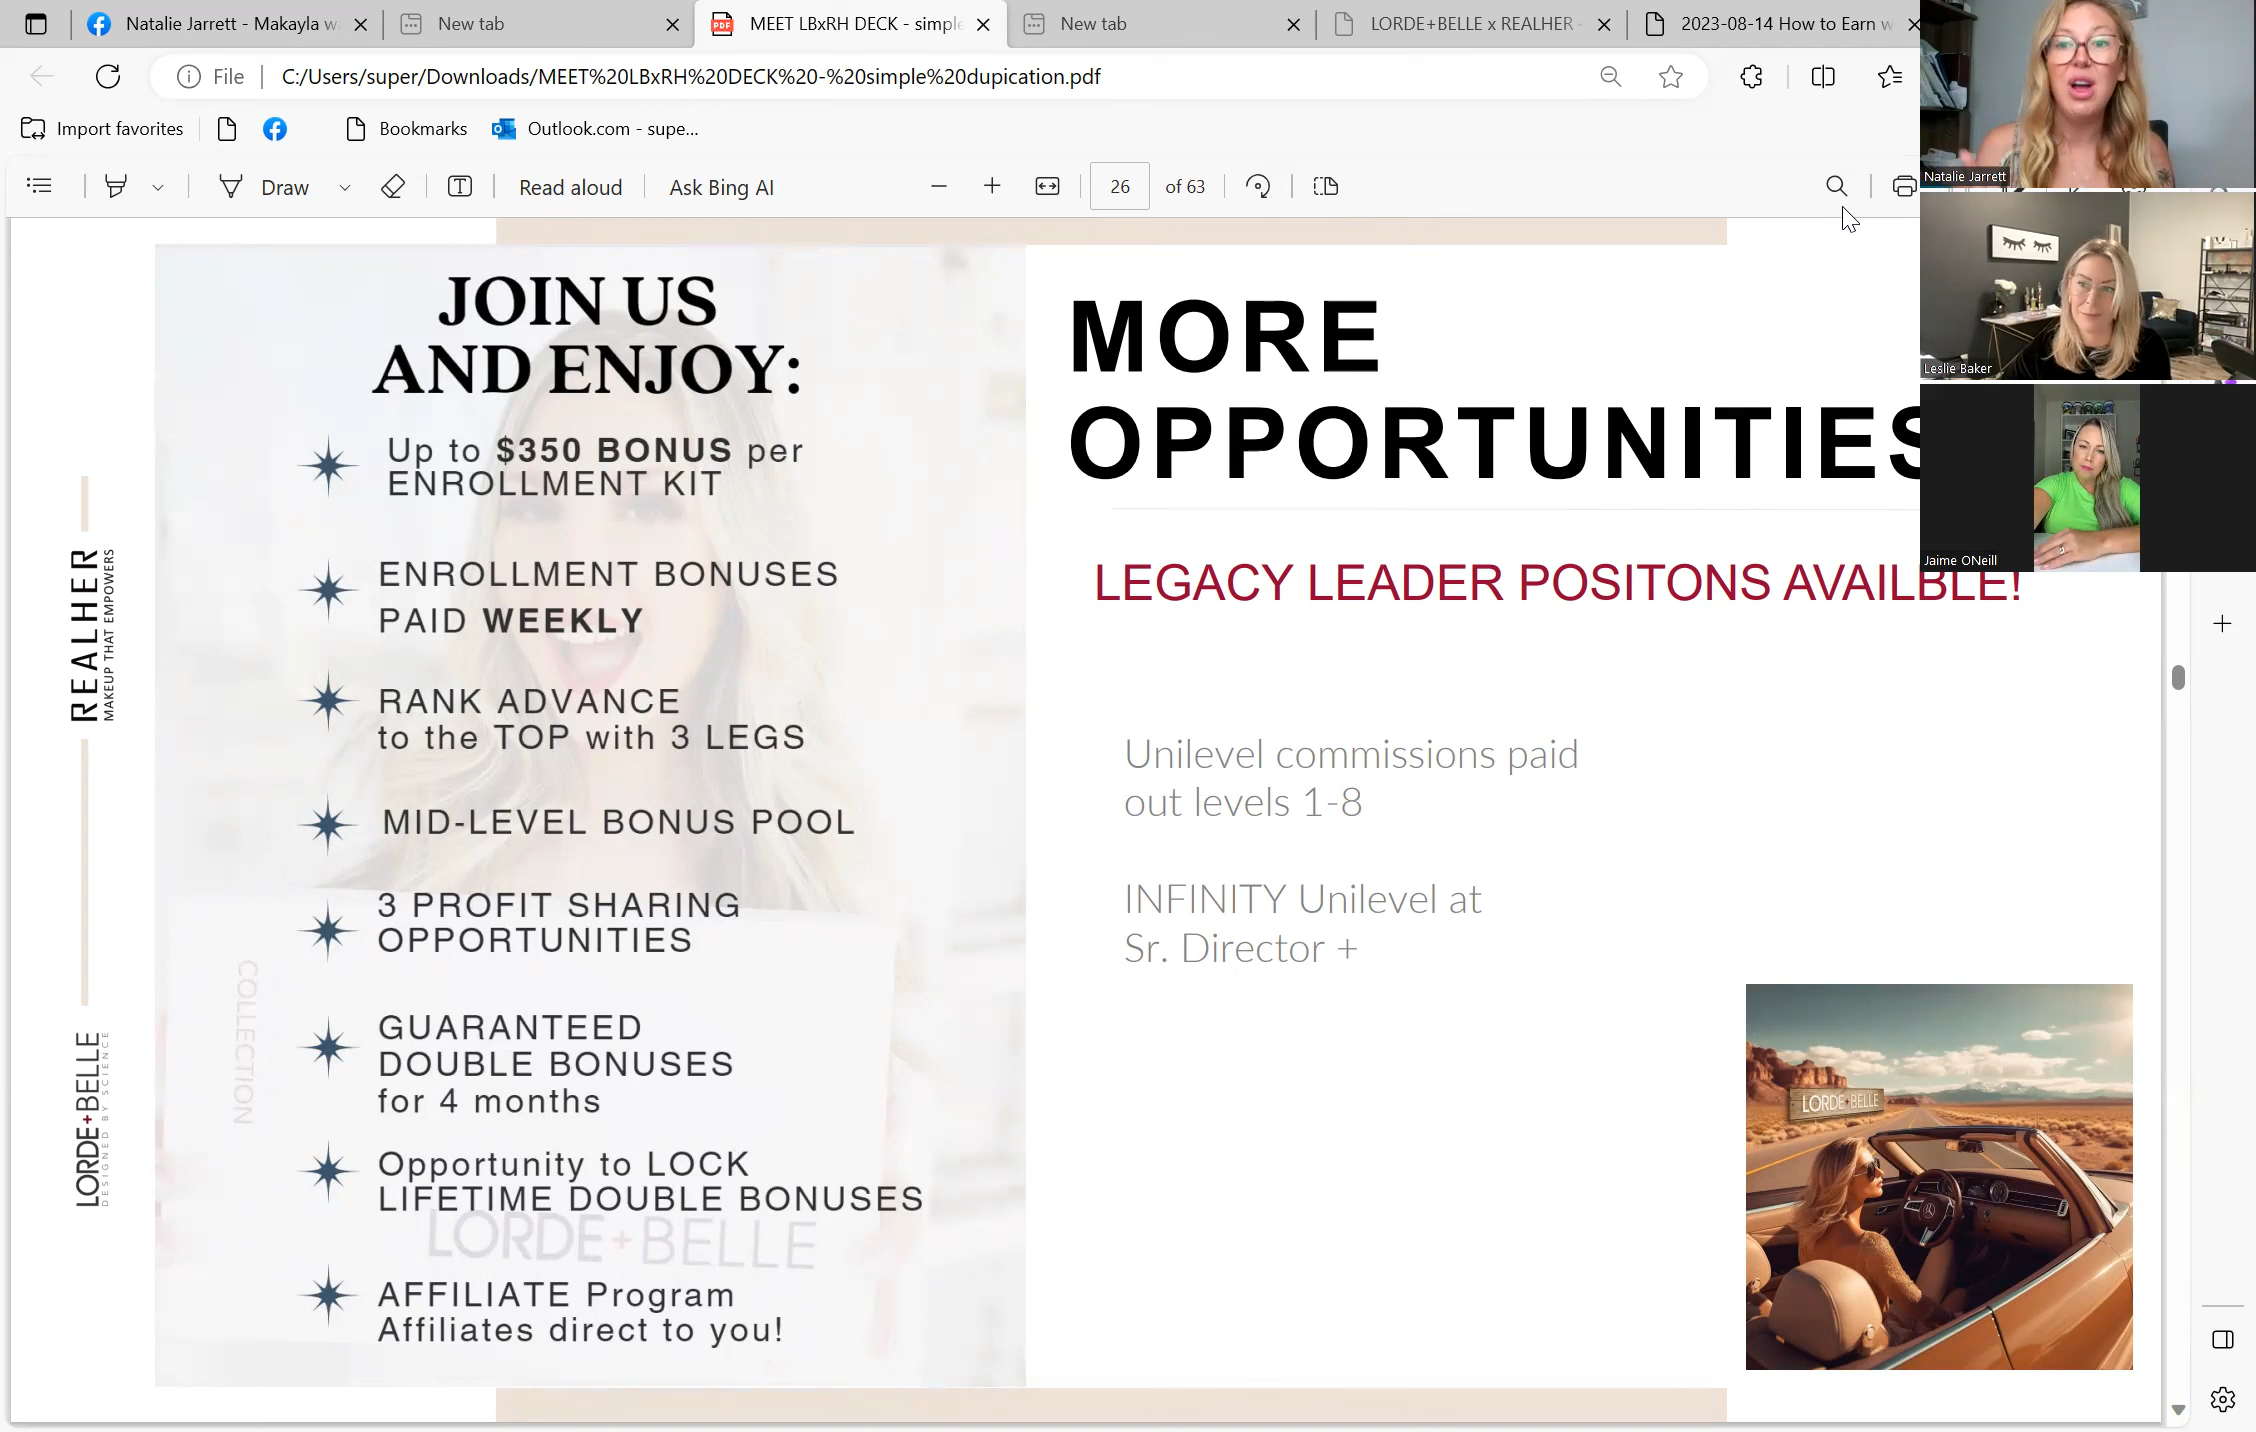 Natalie Jarrett - Makayla w
New tab
MEET LBxRH DECK - simple
New tab
LORDE+BELLE x REALHER -
2023-08-14 How to Earn w
File
C:/Users/super/Downloads/MEET%20LBxRH%20DECK%20-%20simple%20dupication.pdf
Import favorites
Bookmarks
Outlook.com - supe...
Draw
Read aloud
Ask Bing AI
26
of 63
Natalie Jarrett
Leslie Baker
Jaime ONeill
REALHER
MAKEUP THAT EMPOWERS
LORDE+BELLE
DESIGNED BY SCIENCE
JOIN US
AND ENJOY:
Up to $350 BONUS per
ENROLLMENT KIT
ENROLLMENT BONUSES
PAID WEEKLY
RANK ADVANCE
to the TOP with 3 LEGS
MID-LEVEL BONUS POOL
3 PROFIT SHARING
OPPORTUNITIES
GUARANTEED
DOUBLE BONUSES
for 4 months
Opportunity to LOCK
LIFETIME DOUBLE BONUSES
AFFILIATE Program
Affiliates direct to you!
COLLECTION
LORDE+BELLE
MORE
OPPORTUNITIES
LEGACY LEADER POSITONS AVAILBLE!
Unilevel commissions paid
out levels 1-8
INFINITY Unilevel at
Sr. Director +
LORDE+BELLE